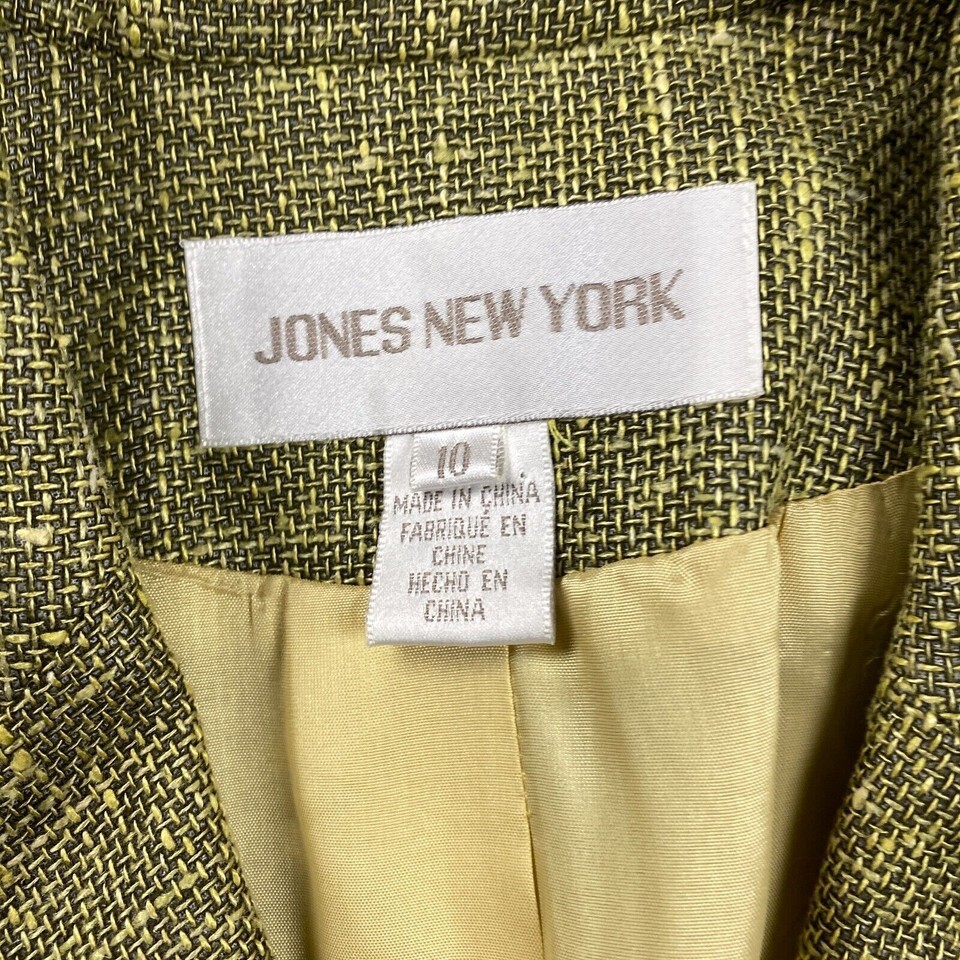 JONES NEW YORK
10
MADE IN CHINA
FABRIQUÉ EN
CHINE
HECHO EN
CHINA